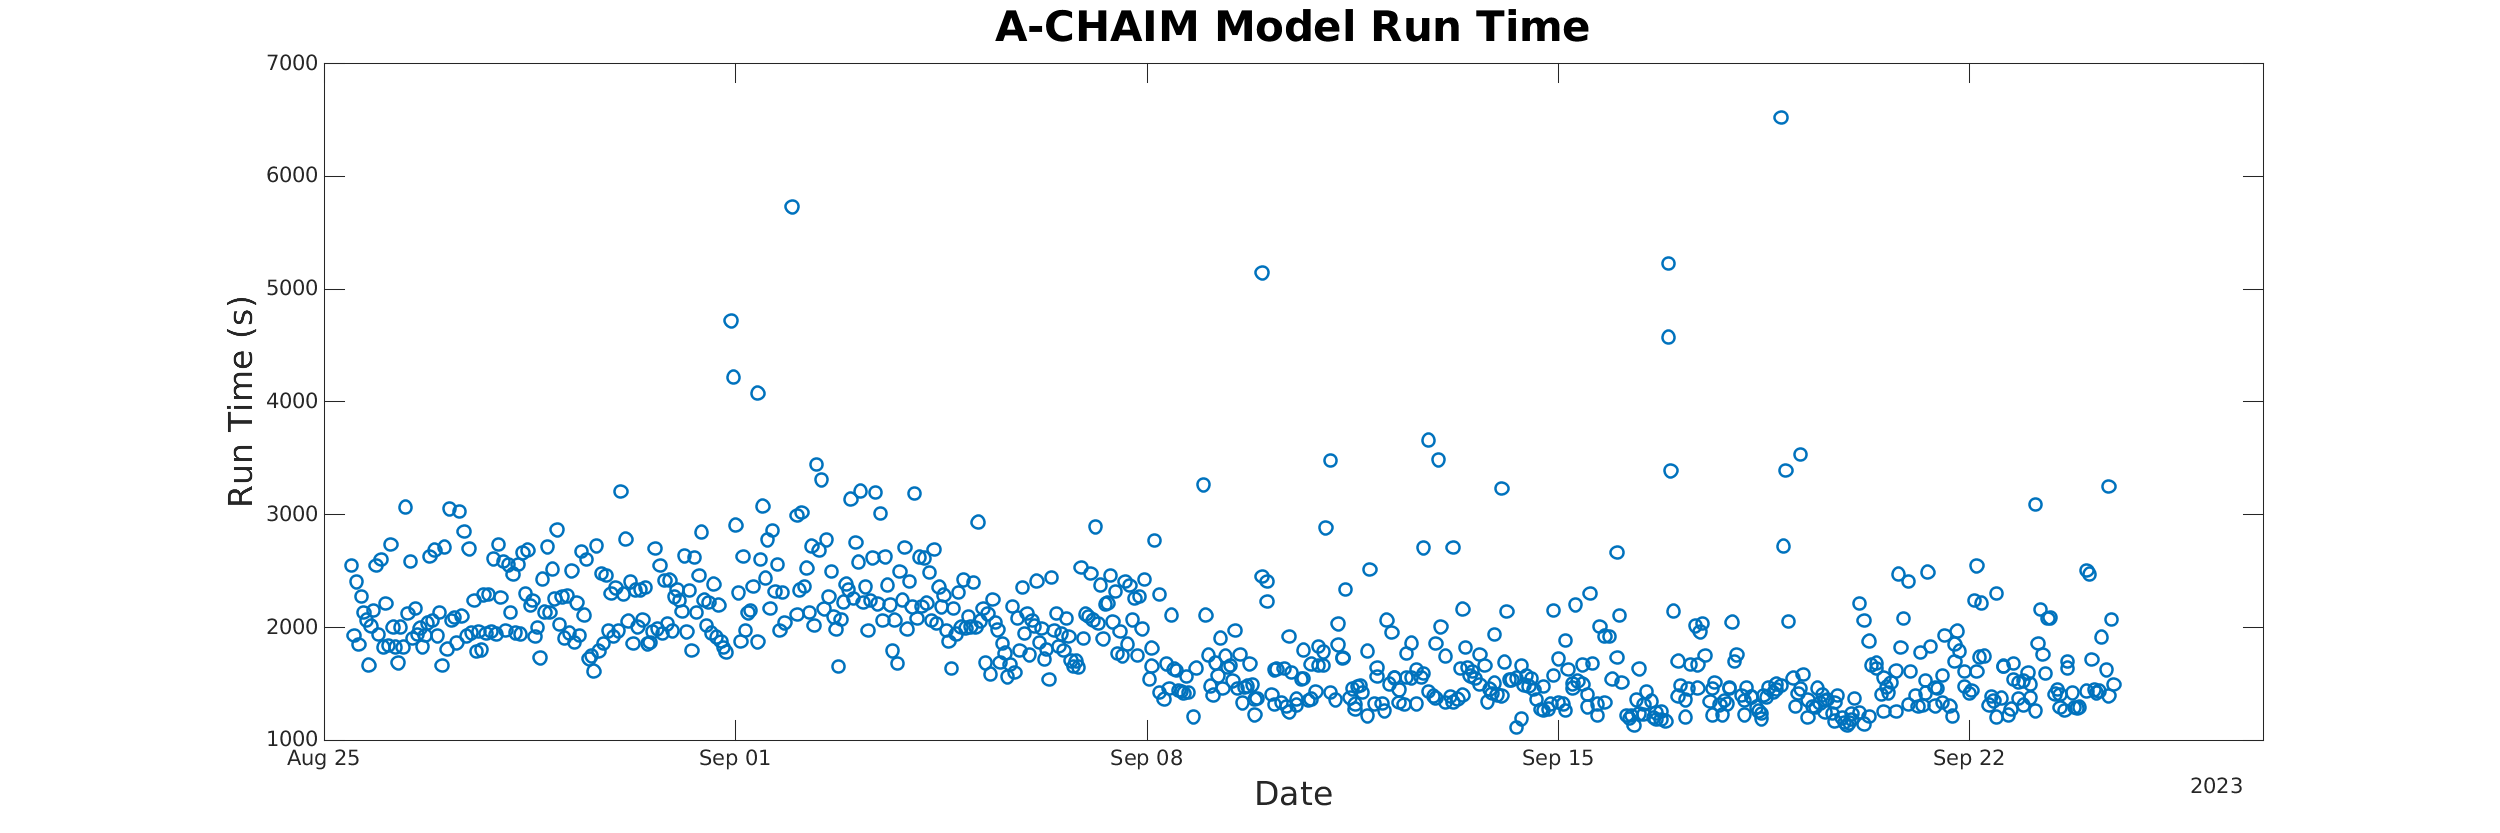 A-CHAIM Model Run Time
7000
6000
5000
4000
3000
2000
1000
Run Time (s)
Aug 25 Sep 01 Sep 08 Sep 15 Sep 22
2023
Date